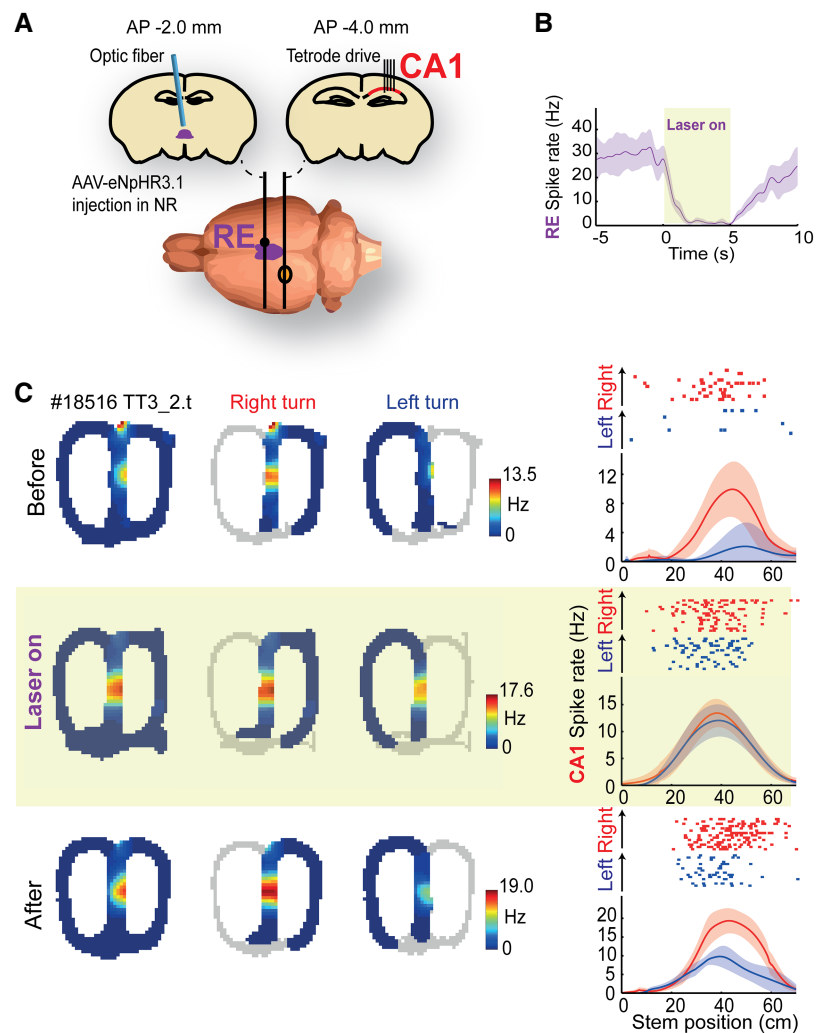 A
AP -2.0 mm
AP -4.0 mm
Optic fiber
Tetrode drive
CA1
AAV-eNpHR3.1
injection in NR
RE
B
RE Spike rate (Hz)
40
30
20
10
0
Laser on
-5
0
5
10
Time (s)
C
#18516 TT3_2.t
Right turn
Left turn
Before
13.5
Hz
0
Left Right
12
8
4
0
0
20
40
60
Laser on
17.6
Hz
0
Left Right
CA1 Spike rate (Hz)
15
10
5
0
0
20
40
60
After
19.0
Hz
0
Left Right
20
15
10
5
0
0
20
40
60
Stem position (cm)